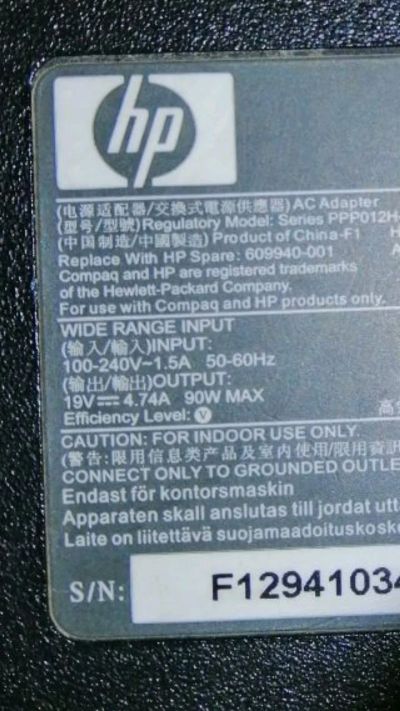 hp
(电源适配器/交換式電源供應器) AC Adapter
(型号/型號)Regulatory Model: Series PPP012H-
(中国制造/中國製造) Product of China-F1 H
Replace With HP Spare: 609940-001 A
Compaq and HP are registered trademarks
of the Hewlett-Packard Company.
For use with Compaq and HP products only.
WIDE RANGE INPUT
(输入/輸入)INPUT:
100-240V~1.5A 50-60Hz
(输出/輸出)OUTPUT:
19V⎓4.74A 90W MAX
Efficiency Level: Ⓥ
CAUTION: FOR INDOOR USE ONLY.
(警告:限用信息类产品及室内使用/限用資訊
CONNECT ONLY TO GROUNDED OUTLE
Endast för kontorsmaskin
Apparaten skall anslutas till jordat utt
Laite on liitettävä suojamaadoituskoske
S/N: F12941034